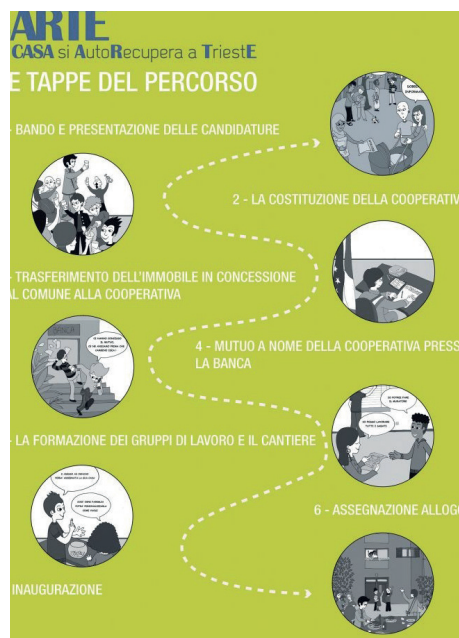 ARTE
CASA si AutoRecupera a TriestE
E TAPPE DEL PERCORSO
- BANDO E PRESENTAZIONE DELLE CANDIDATURE
2 - LA COSTITUZIONE DELLA COOPERATIV
- TRASFERIMENTO DELL'IMMOBILE IN CONCESSIONE
AL COMUNE ALLA COOPERATIVA
4 - MUTUO A NOME DELLA COOPERATIVA PRESS
LA BANCA
- LA FORMAZIONE DEI GRUPPI DI LAVORO E IL CANTIERE
6 - ASSEGNAZIONE ALLOG
INAUGURAZIONE